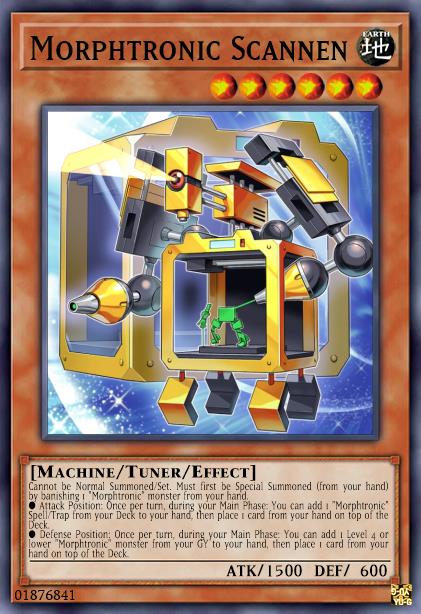 MORPHTRONIC SCANNEN
EARTH
地
[MACHINE/TUNER/EFFECT]
Cannot be Normal Summoned/Set. Must first be Special Summoned (from your hand)
by banishing 1 "Morphtronic" monster from your hand.
● Attack Position: Once per turn, during your Main Phase: You can add 1 "Morphtronic"
Spell/Trap from your Deck to your hand, then place 1 card from your hand on top of the
Deck.
● Defense Position: Once per turn, during your Main Phase: You can add 1 Level 4 or
lower "Morphtronic" monster from your GY to your hand, then place 1 card from your
hand on top of the Deck.
ATK/1500 DEF/ 600
01876841